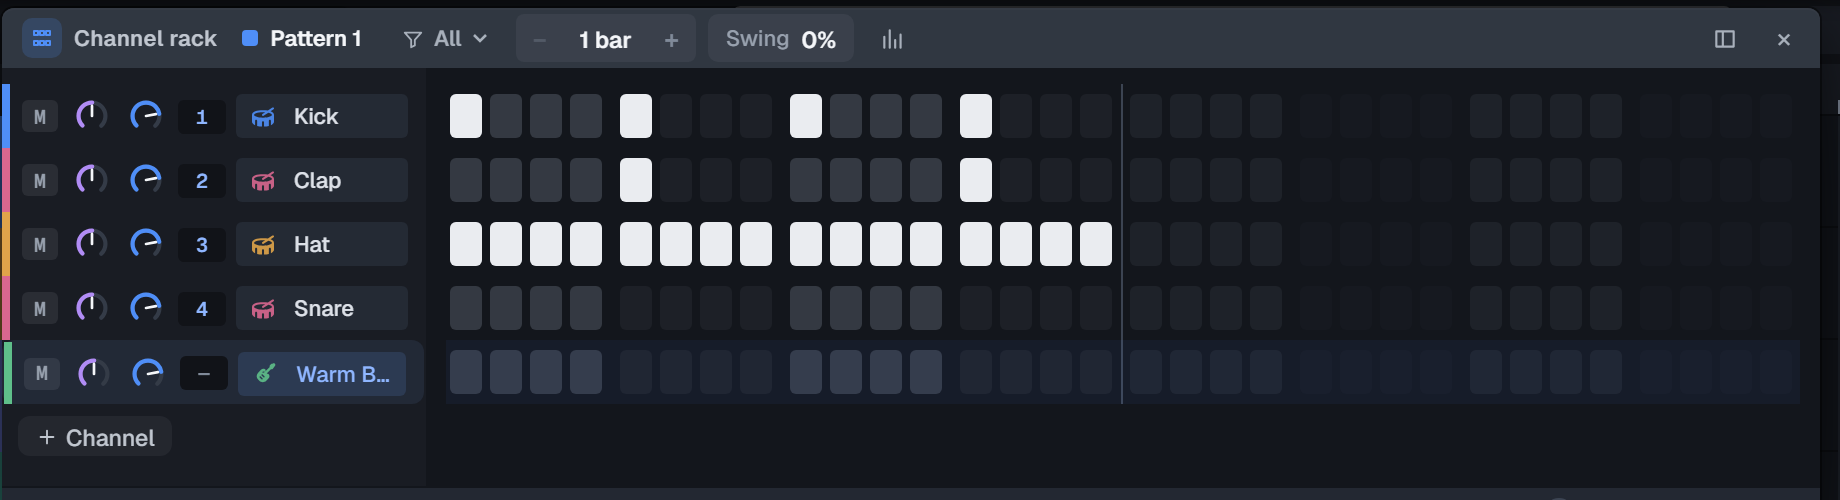 Channel rack Pattern 1 All − 1 bar + Swing 0%
M 1 Kick
M 2 Clap
M 3 Hat
M 4 Snare
M – Warm B...
+ Channel